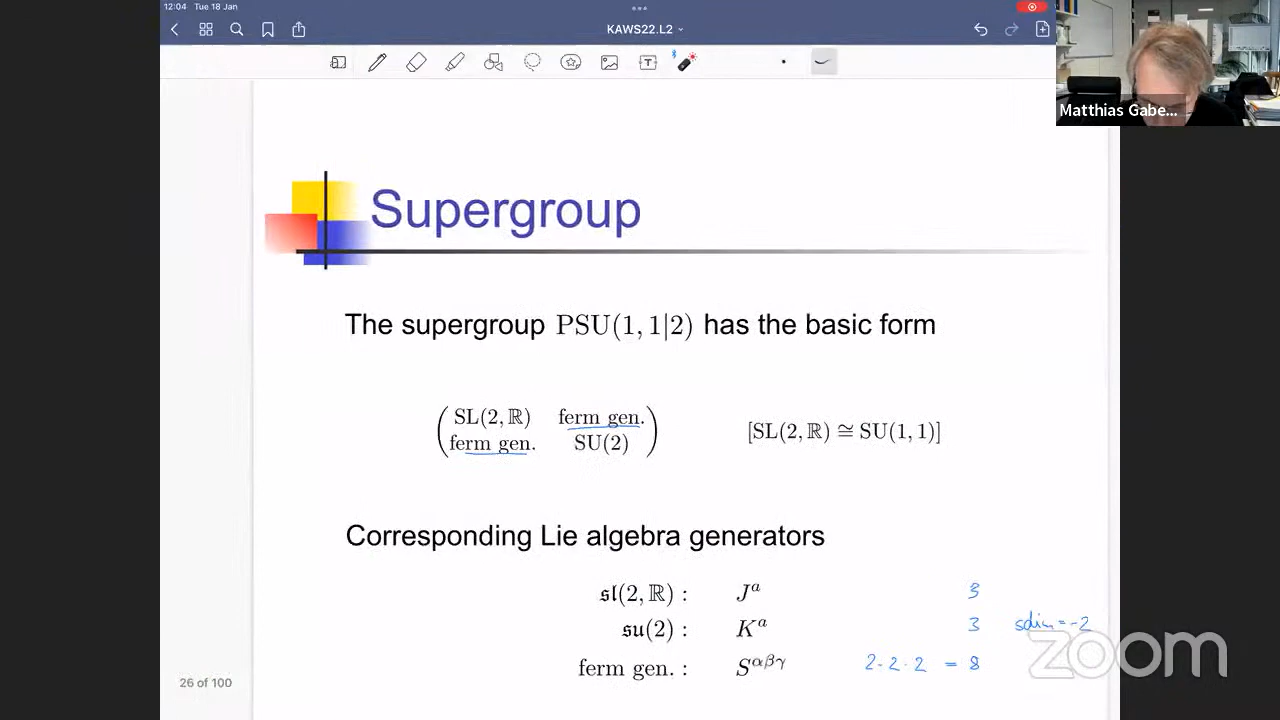 12:04 Tue 18 Jan
KAWS22.L2
Matthias Gabe...
Supergroup
The supergroup PSU(1, 1|2) has the basic form
SL(2, ℝ) ferm gen.
ferm gen. SU(2)
[SL(2, ℝ) ≅ SU(1, 1)]
Corresponding Lie algebra generators
𝔰𝔩(2, ℝ) : J^a 3
𝔰𝔲(2) : K^a 3 sdim = -2
ferm gen. : S^{αβγ} 2·2·2 = 8
26 of 100
zoom